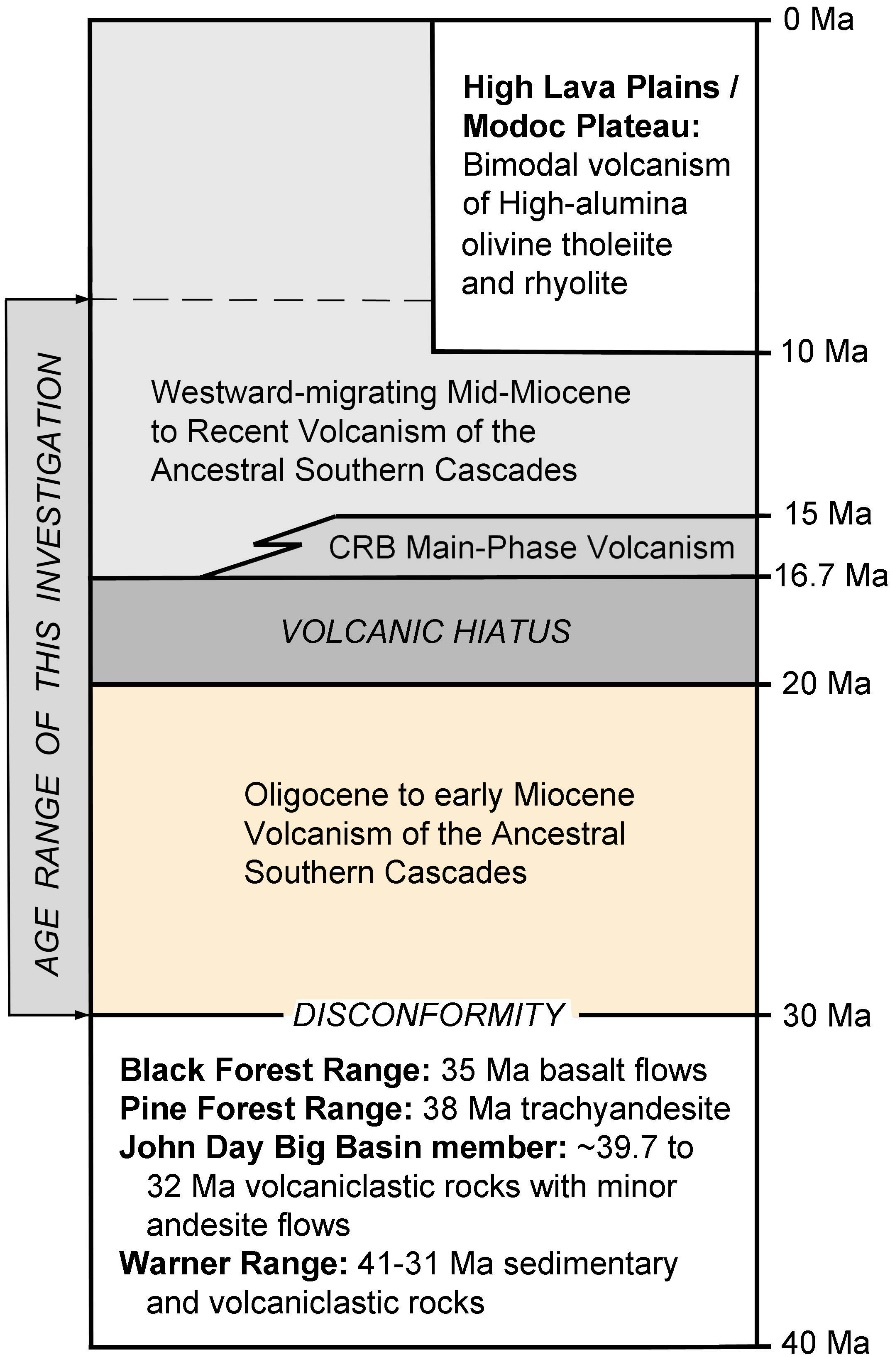 0 Ma
High Lava Plains /
Modoc Plateau:
Bimodal volcanism
of High-alumina
olivine tholeiite
and rhyolite
10 Ma
AGE RANGE OF THIS INVESTIGATION
Westward-migrating Mid-Miocene
to Recent Volcanism of the
Ancestral Southern Cascades
15 Ma
CRB Main-Phase Volcanism
16.7 Ma
VOLCANIC HIATUS
20 Ma
Oligocene to early Miocene
Volcanism of the Ancestral
Southern Cascades
DISCONFORMITY
30 Ma
Black Forest Range: 35 Ma basalt flows
Pine Forest Range: 38 Ma trachyandesite
John Day Big Basin member: ~39.7 to
32 Ma volcaniclastic rocks with minor
andesite flows
Warner Range: 41-31 Ma sedimentary
and volcaniclastic rocks
40 Ma